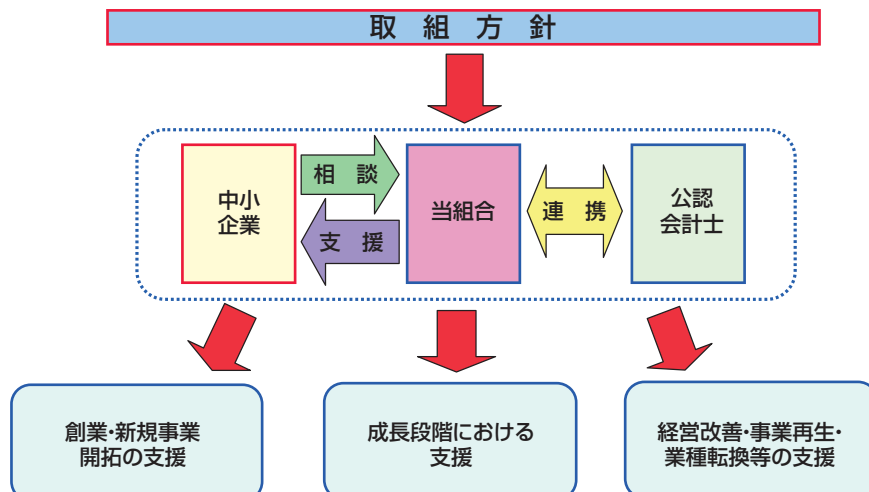 取組方針
相談
中小
企業
当組合
連携
公認
会計士
支援
創業・新規事業
開拓の支援
成長段階における
支援
経営改善・事業再生・
業種転換等の支援